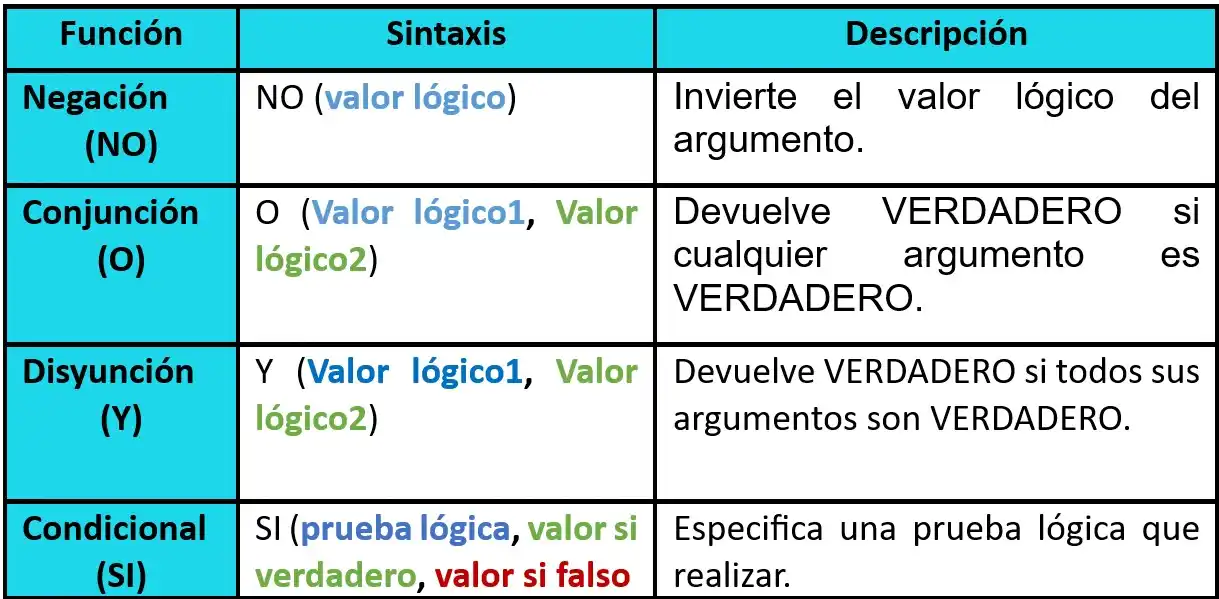 Función Sintaxis Descripción
Negación
(NO)
NO (valor lógico)
Invierte el valor lógico del
argumento.
Conjunción
(O)
O (Valor lógico1, Valor
lógico2)
Devuelve VERDADERO si
cualquier argumento es
VERDADERO.
Disyunción
(Y)
Y (Valor lógico1, Valor
lógico2)
Devuelve VERDADERO si todos sus
argumentos son VERDADERO.
Condicional
(SI)
SI (prueba lógica, valor si
verdadero, valor si falso
Especifica una prueba lógica que
realizar.